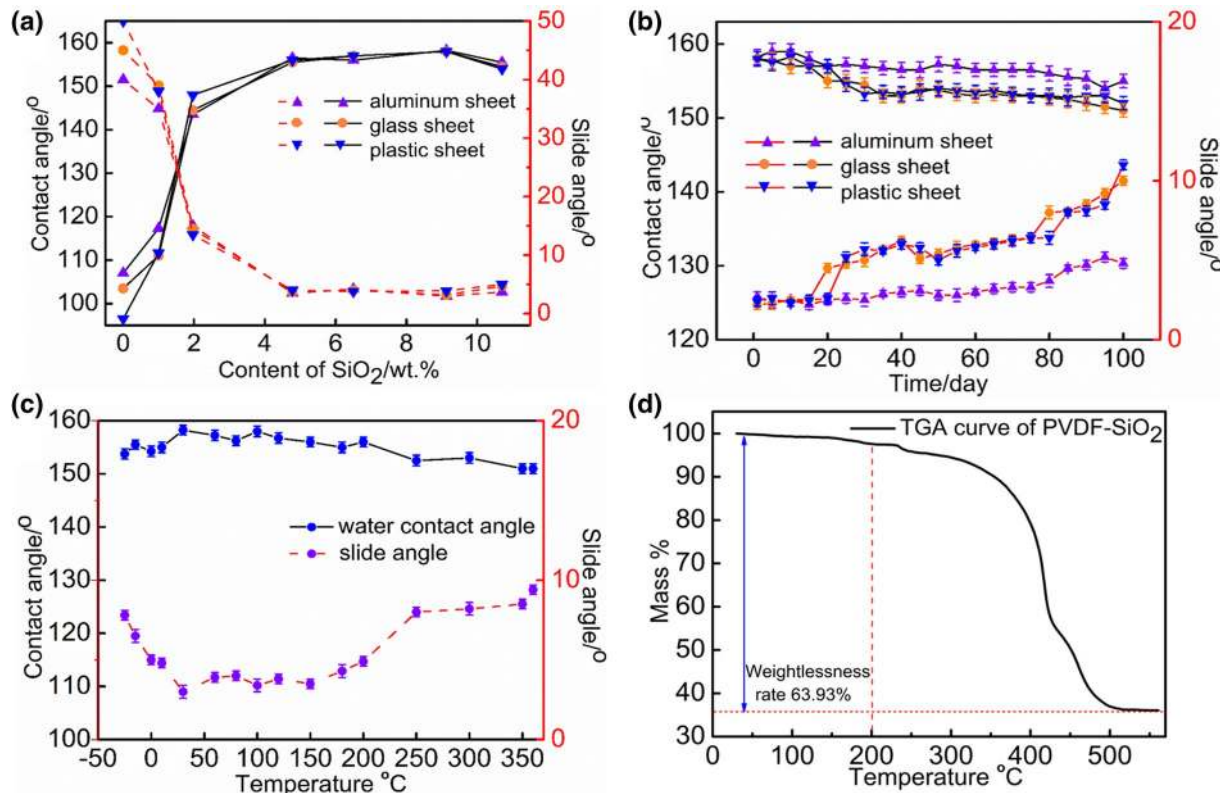 (a)
160
150
140
130
120
110
100
Contact angle/o
0 2 4 6 8 10
Content of SiO2/wt.%
50
40
30
20
10
0
Slide angle/o
aluminum sheet
glass sheet
plastic sheet
(b)
160
150
140
130
120
Contact angle/o
0 20 40 60 80 100
Time/day
20
10
0
Slide angle/o
aluminum sheet
glass sheet
plastic sheet
(c)
160
150
140
130
120
110
100
Contact angle/o
-50 0 50 100 150 200 250 300 350
Temperature °C
20
10
0
Slide angle/o
water contact angle
slide angle
(d)
100
90
80
70
60
50
40
30
Mass %
0 100 200 300 400 500
Temperature °C
TGA curve of PVDF-SiO2
Weightlessness
rate 63.93%